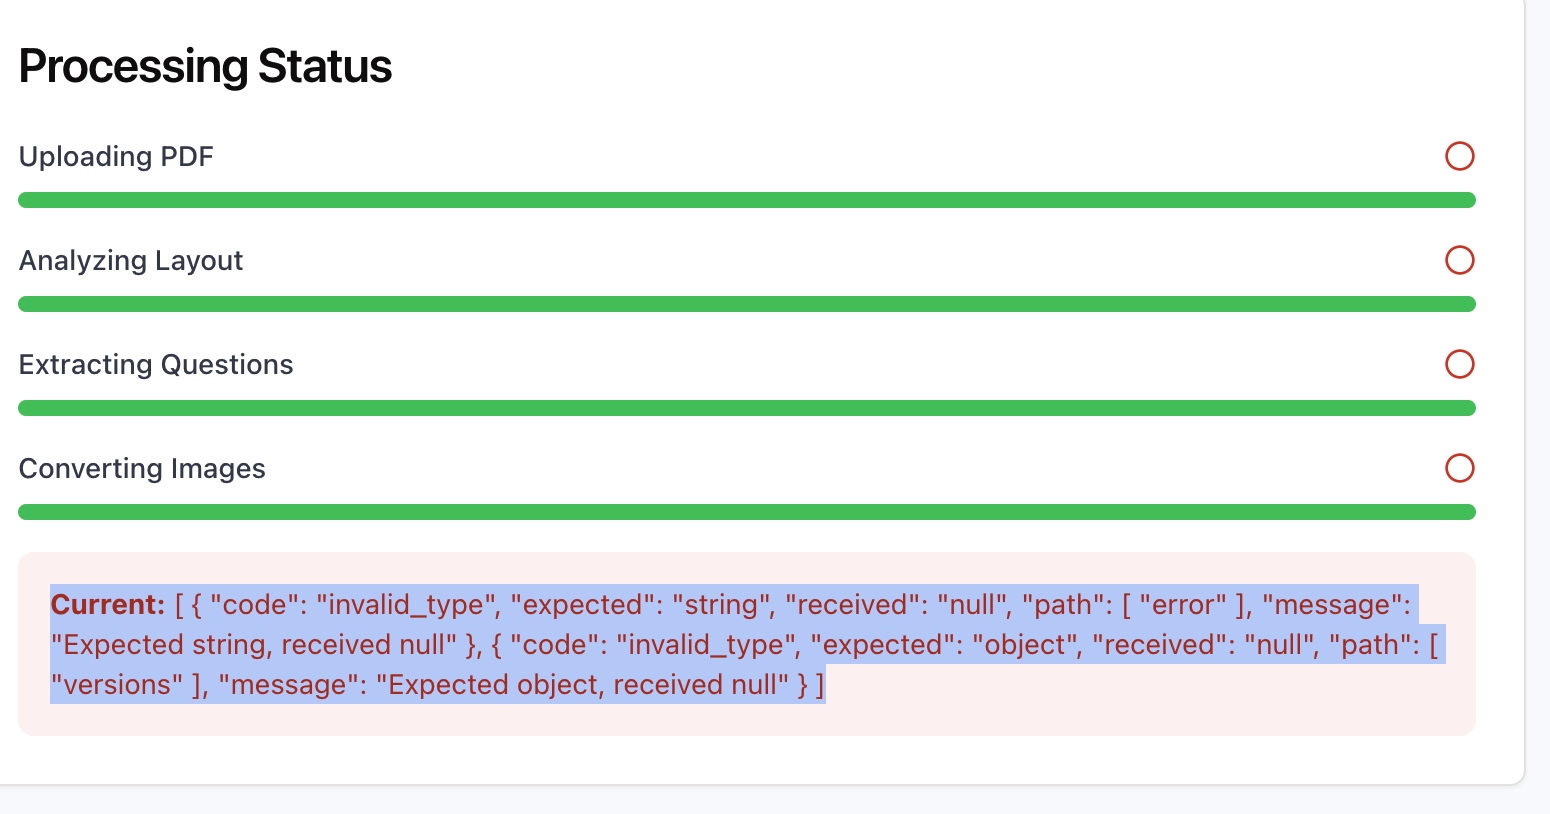 Processing Status
Uploading PDF
Analyzing Layout
Extracting Questions
Converting Images
Current: [ { "code": "invalid_type", "expected": "string", "received": "null", "path": [ "error" ], "message":
"Expected string, received null" }, { "code": "invalid_type", "expected": "object", "received": "null", "path": [
"versions" ], "message": "Expected object, received null" } ]